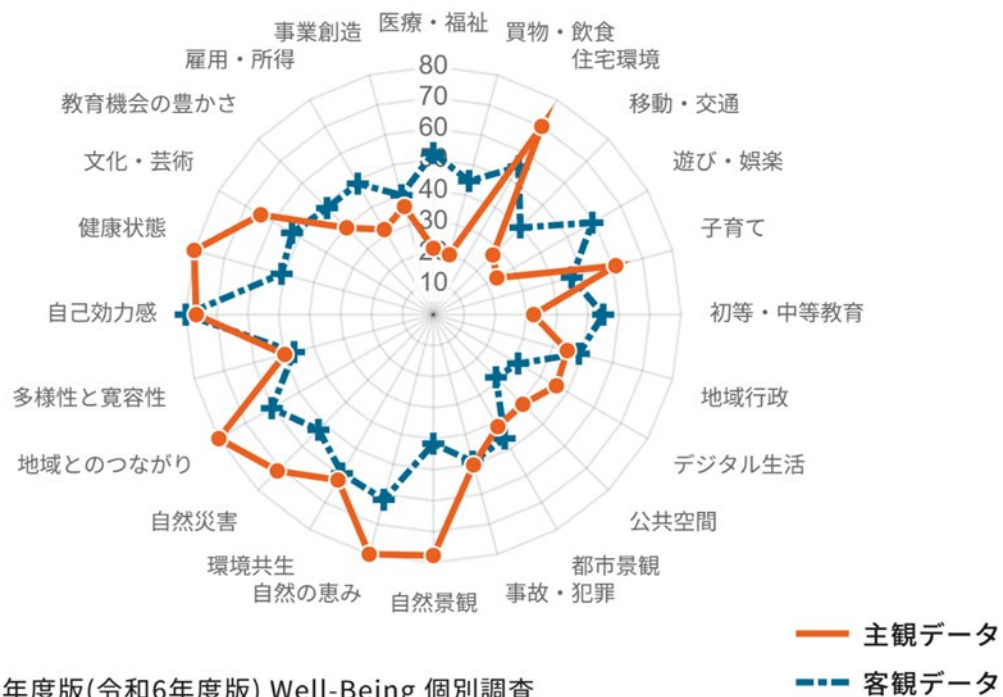 医療・福祉
買物・飲食
住宅環境
移動・交通
遊び・娯楽
子育て
初等・中等教育
地域行政
デジタル生活
公共空間
都市景観
事故・犯罪
自然景観
自然の恵み
環境共生
自然災害
地域とのつながり
多様性と寛容性
自己効力感
健康状態
文化・芸術
教育機会の豊かさ
雇用・所得
事業創造
80
70
60
40
30
10
主観データ
客観データ
年度版(令和6年度版) Well-Being 個別調査